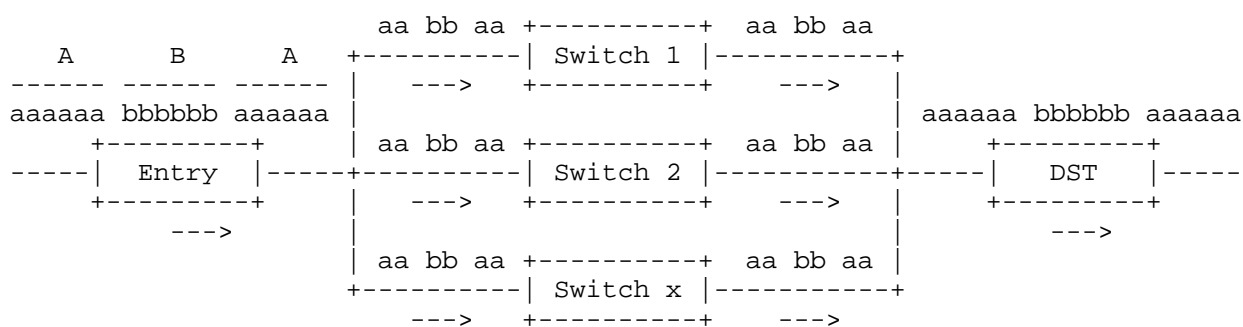 aa bb aa +----------+  aa bb aa
   A      B      A   +----------| Switch 1 |-----------+
------ ------ ------ |   --->   +----------+    --->   |
aaaaaa bbbbbb aaaaaa |                                 | aaaaaa bbbbbb aaaaaa
     +---------+     | aa bb aa +----------+  aa bb aa |     +---------+
-----|  Entry  |-----+----------| Switch 2 |-----------+-----|   DST   |-----
     +---------+     |   --->   +----------+    --->   |     +---------+
          --->       |                                 |         --->
                     | aa bb aa +----------+  aa bb aa |
                     +----------| Switch x |-----------+
                         --->   +----------+    --->